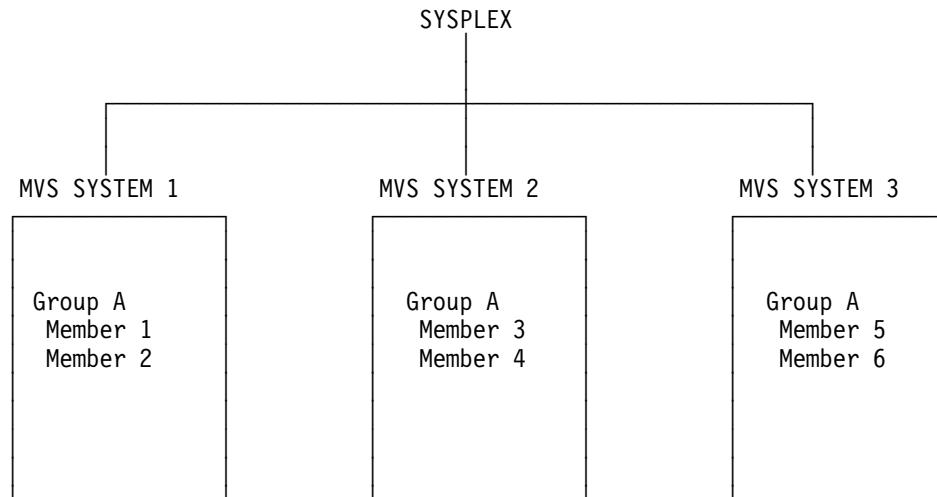 SYSPLEX
MVS SYSTEM 1
MVS SYSTEM 2
MVS SYSTEM 3
Group A
Member 1
Member 2
Group A
Member 3
Member 4
Group A
Member 5
Member 6